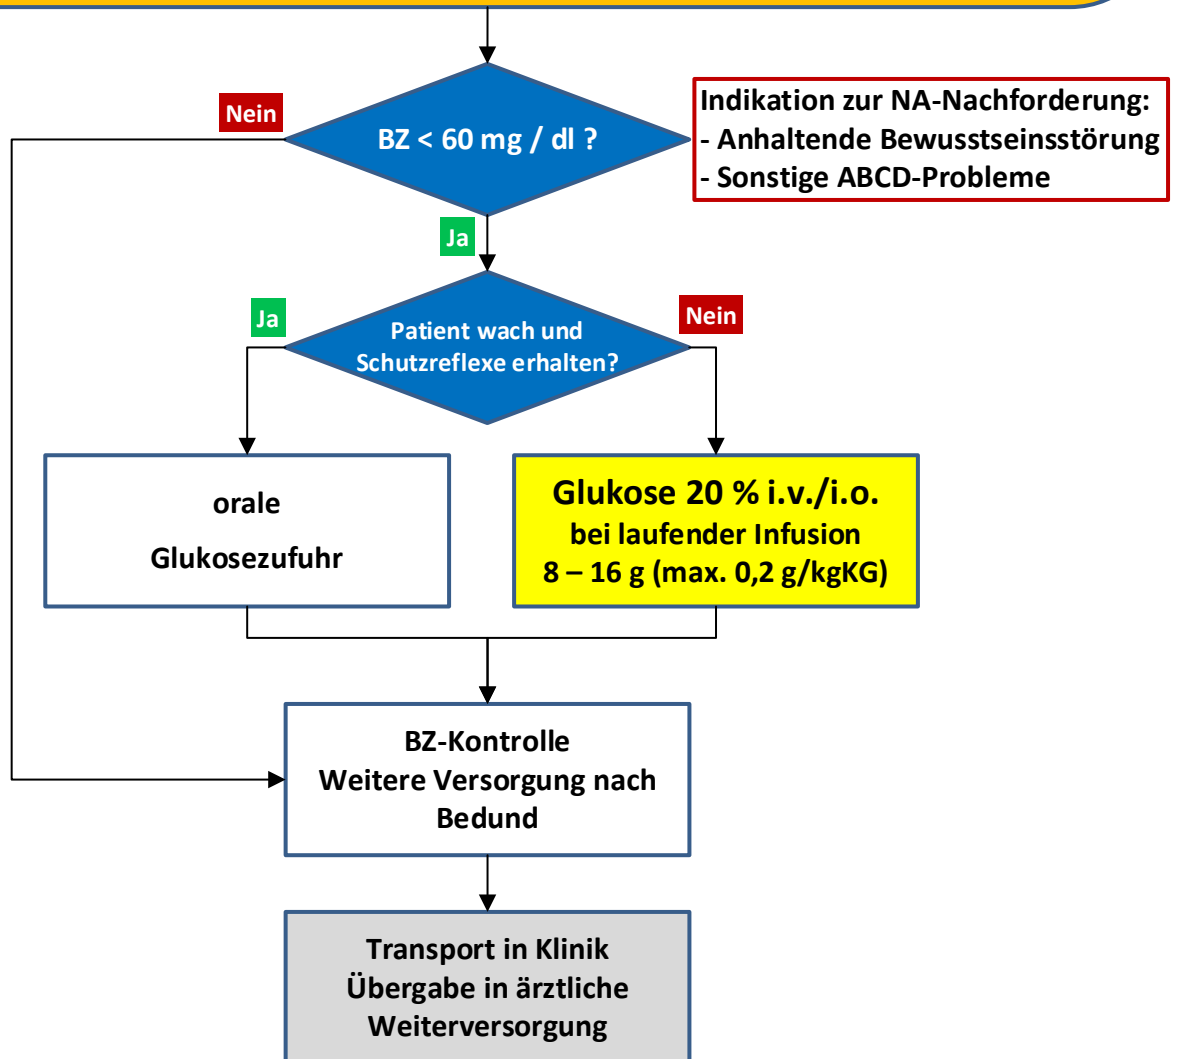 Nein
BZ < 60 mg / dl ?
Indikation zur NA-Nachforderung:
- Anhaltende Bewusstseinsstörung
- Sonstige ABCD-Probleme
Ja
Ja
Patient wach und
Schutzreflexe erhalten?
Nein
orale
Glukosezufuhr
Glukose 20 % i.v./i.o.
bei laufender Infusion
8 – 16 g (max. 0,2 g/kgKG)
BZ-Kontrolle
Weitere Versorgung nach
Bedund
Transport in Klinik
Übergabe in ärztliche
Weiterversorgung